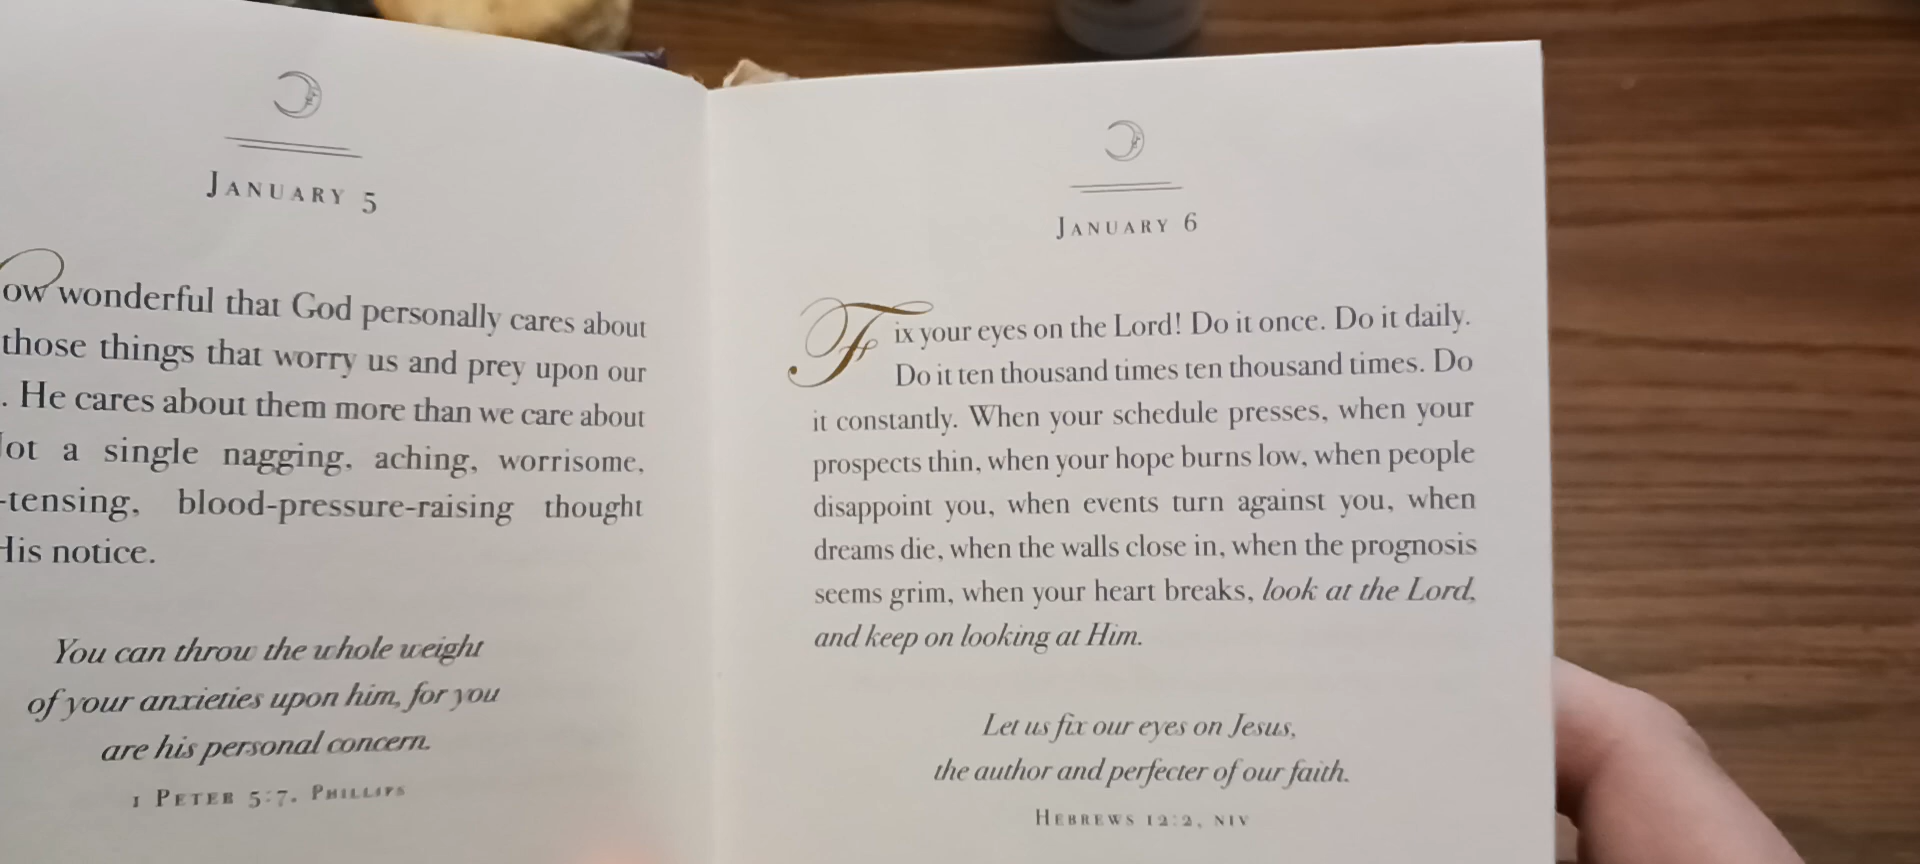 January 5
ow wonderful that God personally cares about
those things that worry us and prey upon our
. He cares about them more than we care about
ot a single nagging, aching, worrisome,
-tensing, blood-pressure-raising thought
His notice.
You can throw the whole weight
of your anxieties upon him, for you
are his personal concern.
1 Peter 5:7, Phillips
January 6
Fix your eyes on the Lord! Do it once. Do it daily.
Do it ten thousand times ten thousand times. Do
it constantly. When your schedule presses, when your
prospects thin, when your hope burns low, when people
disappoint you, when events turn against you, when
dreams die, when the walls close in, when the prognosis
seems grim, when your heart breaks, look at the Lord,
and keep on looking at Him.
Let us fix our eyes on Jesus,
the author and perfecter of our faith.
Hebrews 12:2, NIV